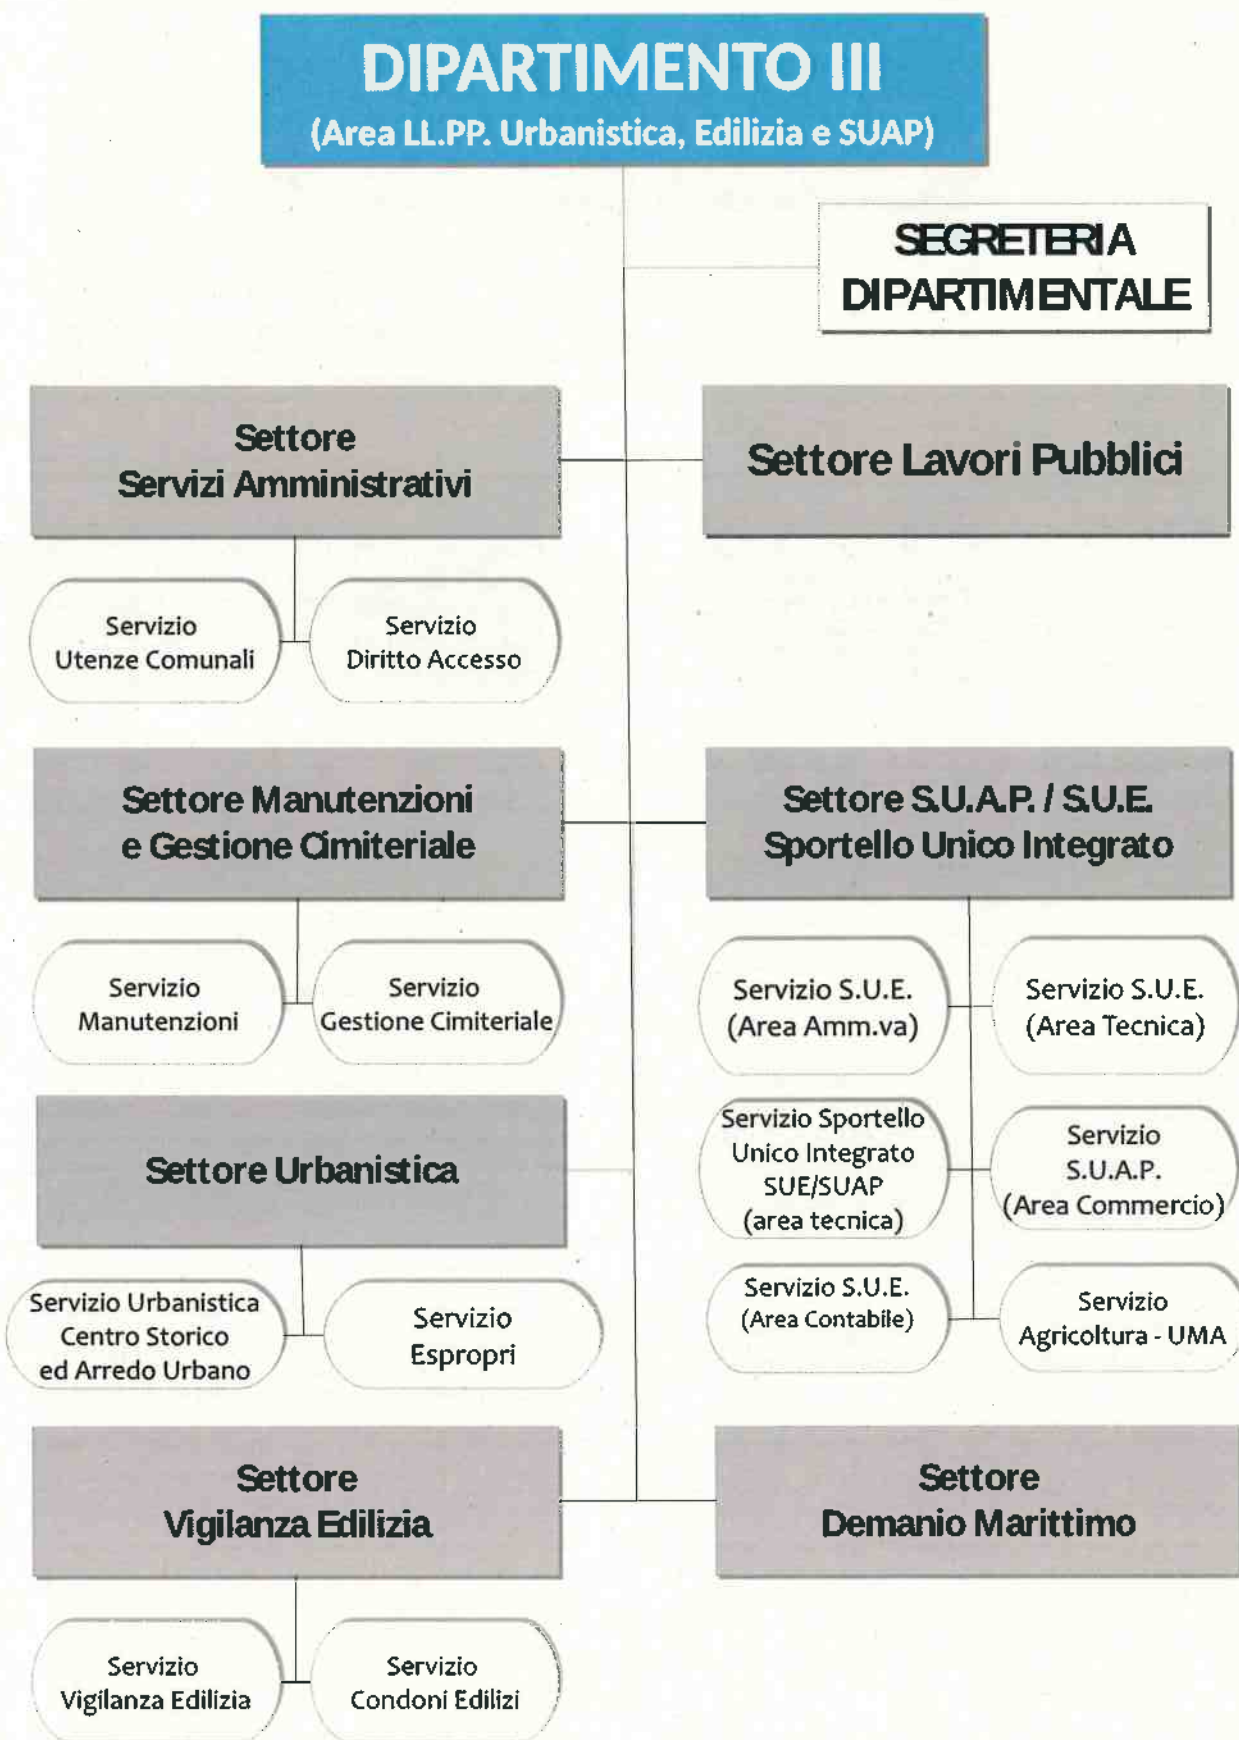 DIPARTIMENTO III
(Area LL.PP. Urbanistica, Edilizia e SUAP)
SEGRETERIA
DIPARTIMENTALE
Settore
Servizi Amministrativi
Settore Lavori Pubblici
Servizio
Utenze Comunali
Servizio
Diritto Accesso
Settore Manutenzioni
e Gestione Cimiteriale
Settore S.U.A.P. / S.U.E.
Sportello Unico Integrato
Servizio
Manutenzioni
Servizio
Gestione Cimiteriale
Servizio S.U.E.
(Area Amm.va)
Servizio S.U.E.
(Area Tecnica)
Settore Urbanistica
Servizio Sportello
Unico Integrato
SUE/SUAP
(area tecnica)
Servizio
S.U.A.P.
(Area Commercio)
Servizio Urbanistica
Centro Storico
ed Arredo Urbano
Servizio
Espropri
Servizio S.U.E.
(Area Contabile)
Servizio
Agricoltura - UMA
Settore
Vigilanza Edilizia
Settore
Demanio Marittimo
Servizio
Vigilanza Edilizia
Servizio
Condoni Edilizi